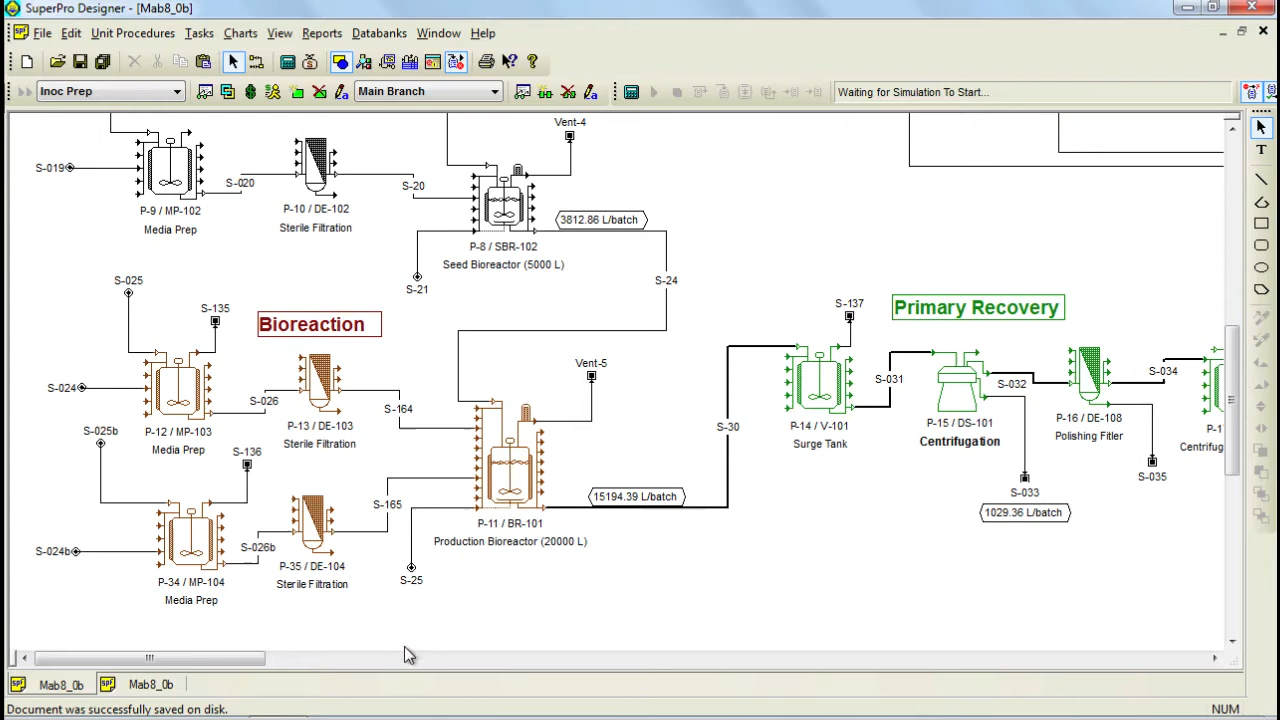 SuperPro Designer - [Mab8_0b]
File Edit Unit Procedures Tasks Charts View Reports Databanks Window Help
Inoc Prep Main Branch Waiting for Simulation To Start...
Vent-4
S-019
S-020
S-20
P-9 / MP-102
Media Prep
P-10 / DE-102
Sterile Filtration
3812.86 L/batch
P-8 / SBR-102
Seed Bioreactor (5000 L)
S-21
S-24
S-025
S-135
Bioreaction
S-137
Primary Recovery
Vent-5
S-024
S-026
S-164
S-031
S-032
S-034
P-12 / MP-103
Media Prep
P-13 / DE-103
Sterile Filtration
S-30
P-14 / V-101
Surge Tank
P-15 / DS-101
Centrifugation
P-16 / DE-108
Polishing Fitler
P-1
Centrifug
S-025b
S-136
S-033
1029.36 L/batch
S-035
15194.39 L/batch
S-165
P-11 / BR-101
Production Bioreactor (20000 L)
S-024b
S-026b
P-34 / MP-104
Media Prep
P-35 / DE-104
Sterile Filtration
S-25
Mab8_0b Mab8_0b
Document was successfully saved on disk. NUM